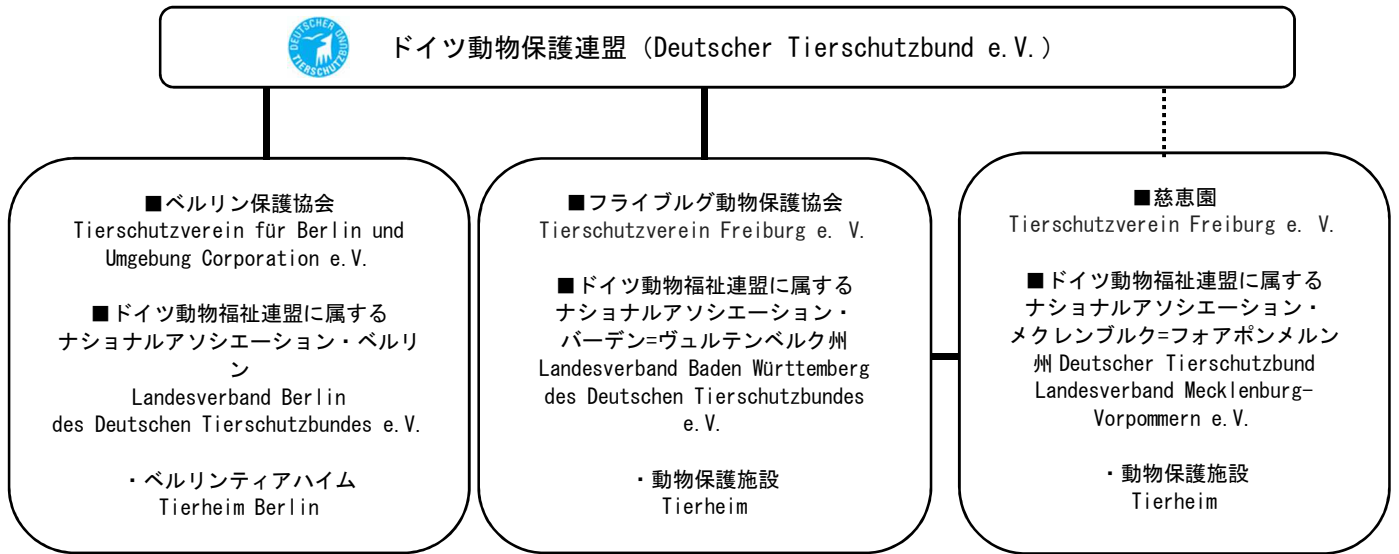 DEUTSCHER TIERSCHUTZBUND
ドイツ動物保護連盟（Deutscher Tierschutzbund e.V.）
■ベルリン保護協会
Tierschutzverein für Berlin und
Umgebung Corporation e.V.
■ドイツ動物福祉連盟に属する
ナショナルアソシエーション・ベルリ
ン
Landesverband Berlin
des Deutschen Tierschutzbundes e.V.
・ベルリンティアハイム
Tierheim Berlin
■フライブルグ動物保護協会
Tierschutzverein Freiburg e. V.
■ドイツ動物福祉連盟に属する
ナショナルアソシエーション・
バーデン=ヴュルテンベルク州
Landesverband Baden Württemberg
des Deutschen Tierschutzbundes
e.V.
・動物保護施設
Tierheim
■慈恵園
Tierschutzverein Freiburg e. V.
■ドイツ動物福祉連盟に属する
ナショナルアソシエーション・
メクレンブルク=フォアポンメルン
州 Deutscher Tierschutzbund
Landesverband Mecklenburg-
Vorpommern e.V.
・動物保護施設
Tierheim